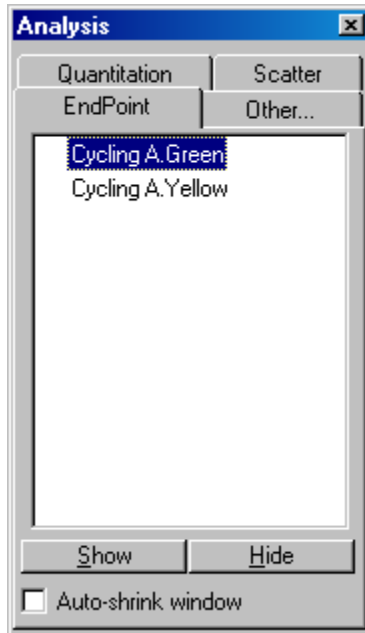 Analysis
Quantitation Scatter
EndPoint Other...
Cycling A.Green
Cycling A.Yellow
Show Hide
Auto-shrink window